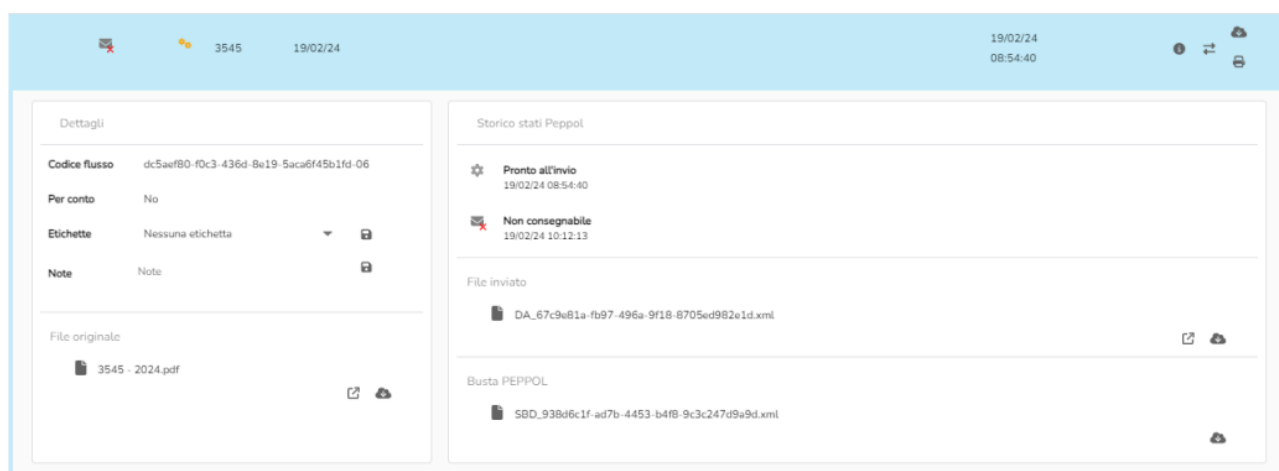 3545 19/02/24 19/02/24
08:54:40
Dettagli
Codice flusso dc5aef80-f0c3-436d-8e19-5aca6f45b1fd-06
Per conto No
Etichette Nessuna etichetta
Note Note
File originale
3545 - 2024.pdf
Storico stati Peppol
Pronto all'invio
19/02/24 08:54:40
Non consegnabile
19/02/24 10:12:13
File inviato
DA_67c9e81a-fb97-496a-9f18-8705ed982e1d.xml
Busta PEPPOL
SBD_938d6c1f-ad7b-4453-b4f8-9c3c247d9a9d.xml